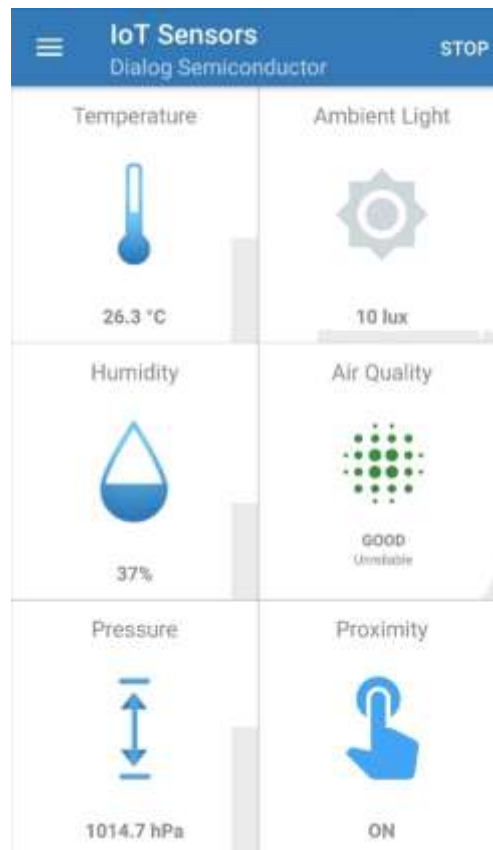 IoT Sensors
Dialog Semiconductor
STOP
Temperature
26.3 °C
Ambient Light
10 lux
Humidity
37%
Air Quality
GOOD
Unreliable
Pressure
1014.7 hPa
Proximity
ON